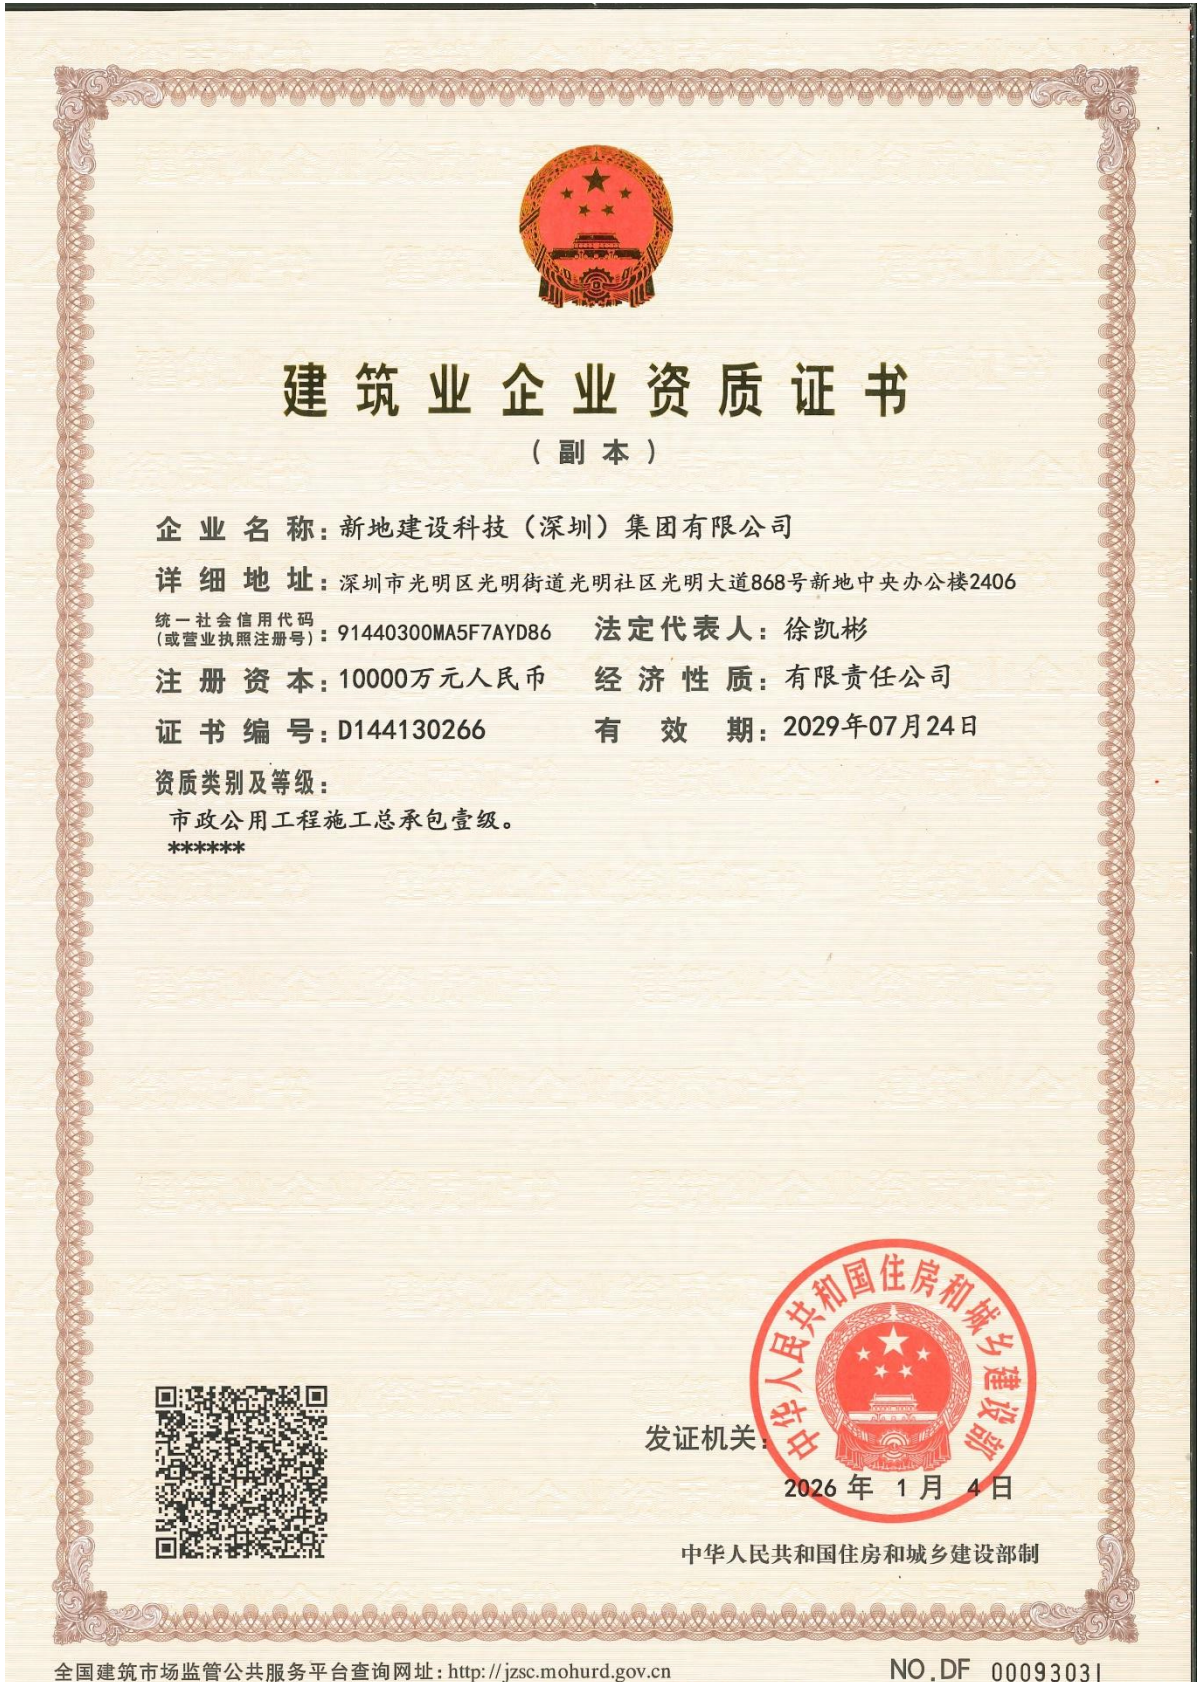 建筑业企业资质证书
（副本）
企业名称：新地建设科技（深圳）集团有限公司
详细地址：深圳市光明区光明街道光明社区光明大道868号新地中央办公楼2406
统一社会信用代码
(或营业执照注册号)：91440300MA5F7AYD86 法定代表人：徐凯彬
注册资本：10000万元人民币 经济性质：有限责任公司
证书编号：D144130266 有效期：2029年07月24日
资质类别及等级：
市政公用工程施工总承包壹级。
******
中华人民共和国住房和城乡建设部
发证机关：
2026 年 1 月 4 日
中华人民共和国住房和城乡建设部制
全国建筑市场监管公共服务平台查询网址：http://jzsc.mohurd.gov.cn
NO.DF 00093031